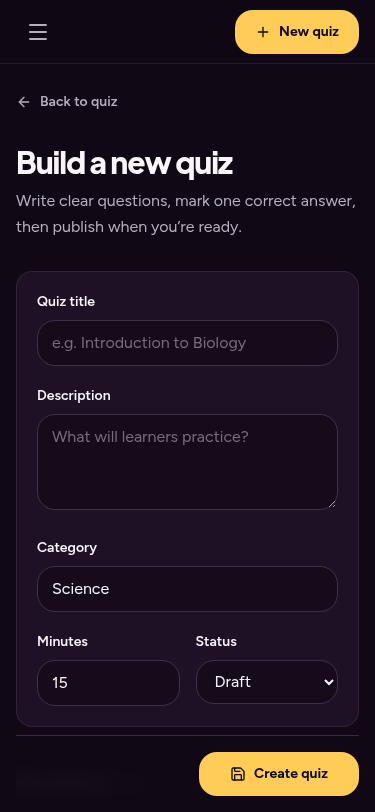 New quiz
Back to quiz
Build a new quiz
Write clear questions, mark one correct answer,
then publish when you’re ready.
Quiz title
e.g. Introduction to Biology
Description
What will learners practice?
Category
Science
Minutes
Status
15
Draft
Create quiz